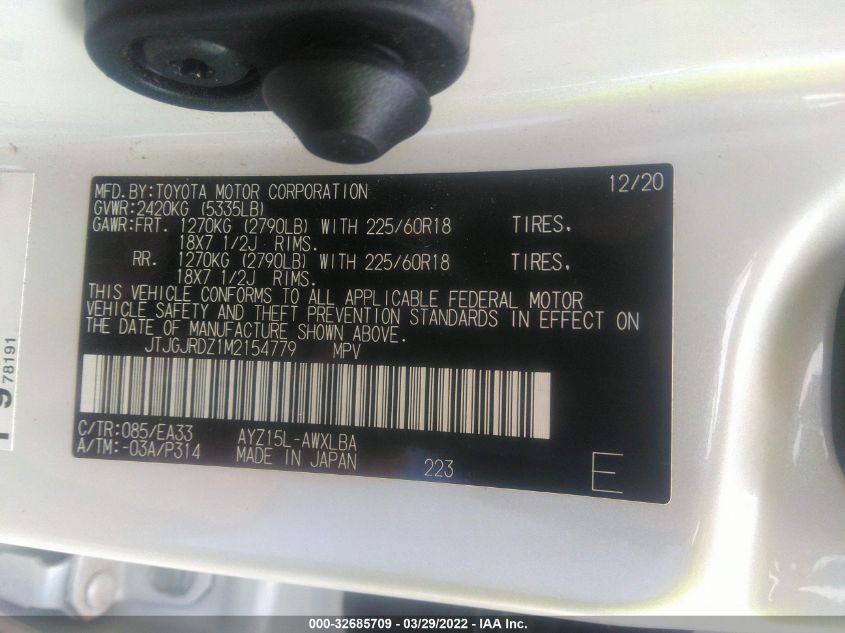 MFD.BY:TOYOTA MOTOR CORPORATION 12/20
GVWR:2420KG (5335LB)
GAWR:FRT. 1270KG (2790LB) WITH 225/60R18 TIRES.
18X7 1/2J RIMS.
RR. 1270KG (2790LB) WITH 225/60R18 TIRES.
18X7 1/2J RIMS.
THIS VEHICLE CONFORMS TO ALL APPLICABLE FEDERAL MOTOR
VEHICLE SAFETY AND THEFT PREVENTION STANDARDS IN EFFECT ON
THE DATE OF MANUFACTURE SHOWN ABOVE.
JTJGJRDZ1M2154779 MPV
C/TR:085/EA33 AYZ15L-AWXLBA
A/TM:-03A/P314 MADE IN JAPAN 223 E
78191
000-32685709 - 03/29/2022 - IAA Inc.